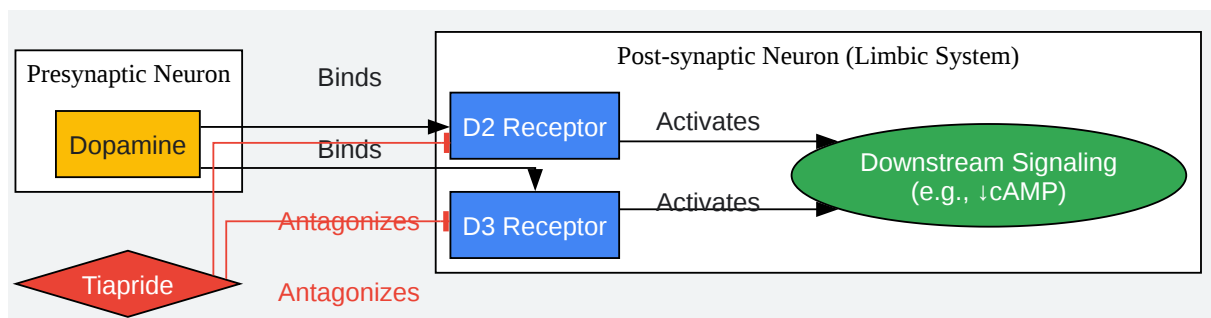 Presynaptic Neuron
Dopamine
Binds
Binds
Antagonizes
Antagonizes
Tiapride
Post-synaptic Neuron (Limbic System)
D2 Receptor
D3 Receptor
Activates
Activates
Downstream Signaling
(e.g., ↓cAMP)